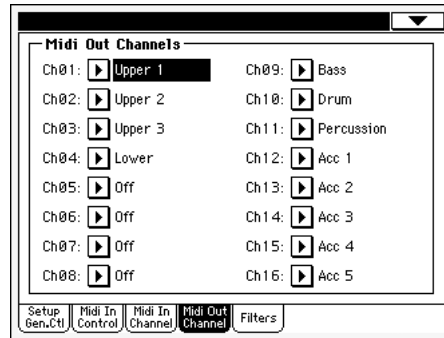 Midi Out Channels
Ch01: Upper 1
Ch02: Upper 2
Ch03: Upper 3
Ch04: Lower
Ch05: Off
Ch06: Off
Ch07: Off
Ch08: Off
Ch09: Bass
Ch10: Drum
Ch11: Percussion
Ch12: Acc 1
Ch13: Acc 2
Ch14: Acc 3
Ch15: Acc 4
Ch16: Acc 5
Setup
Gen.Ctl
Midi In
Control
Midi In
Channel
Midi Out
Channel
Filters